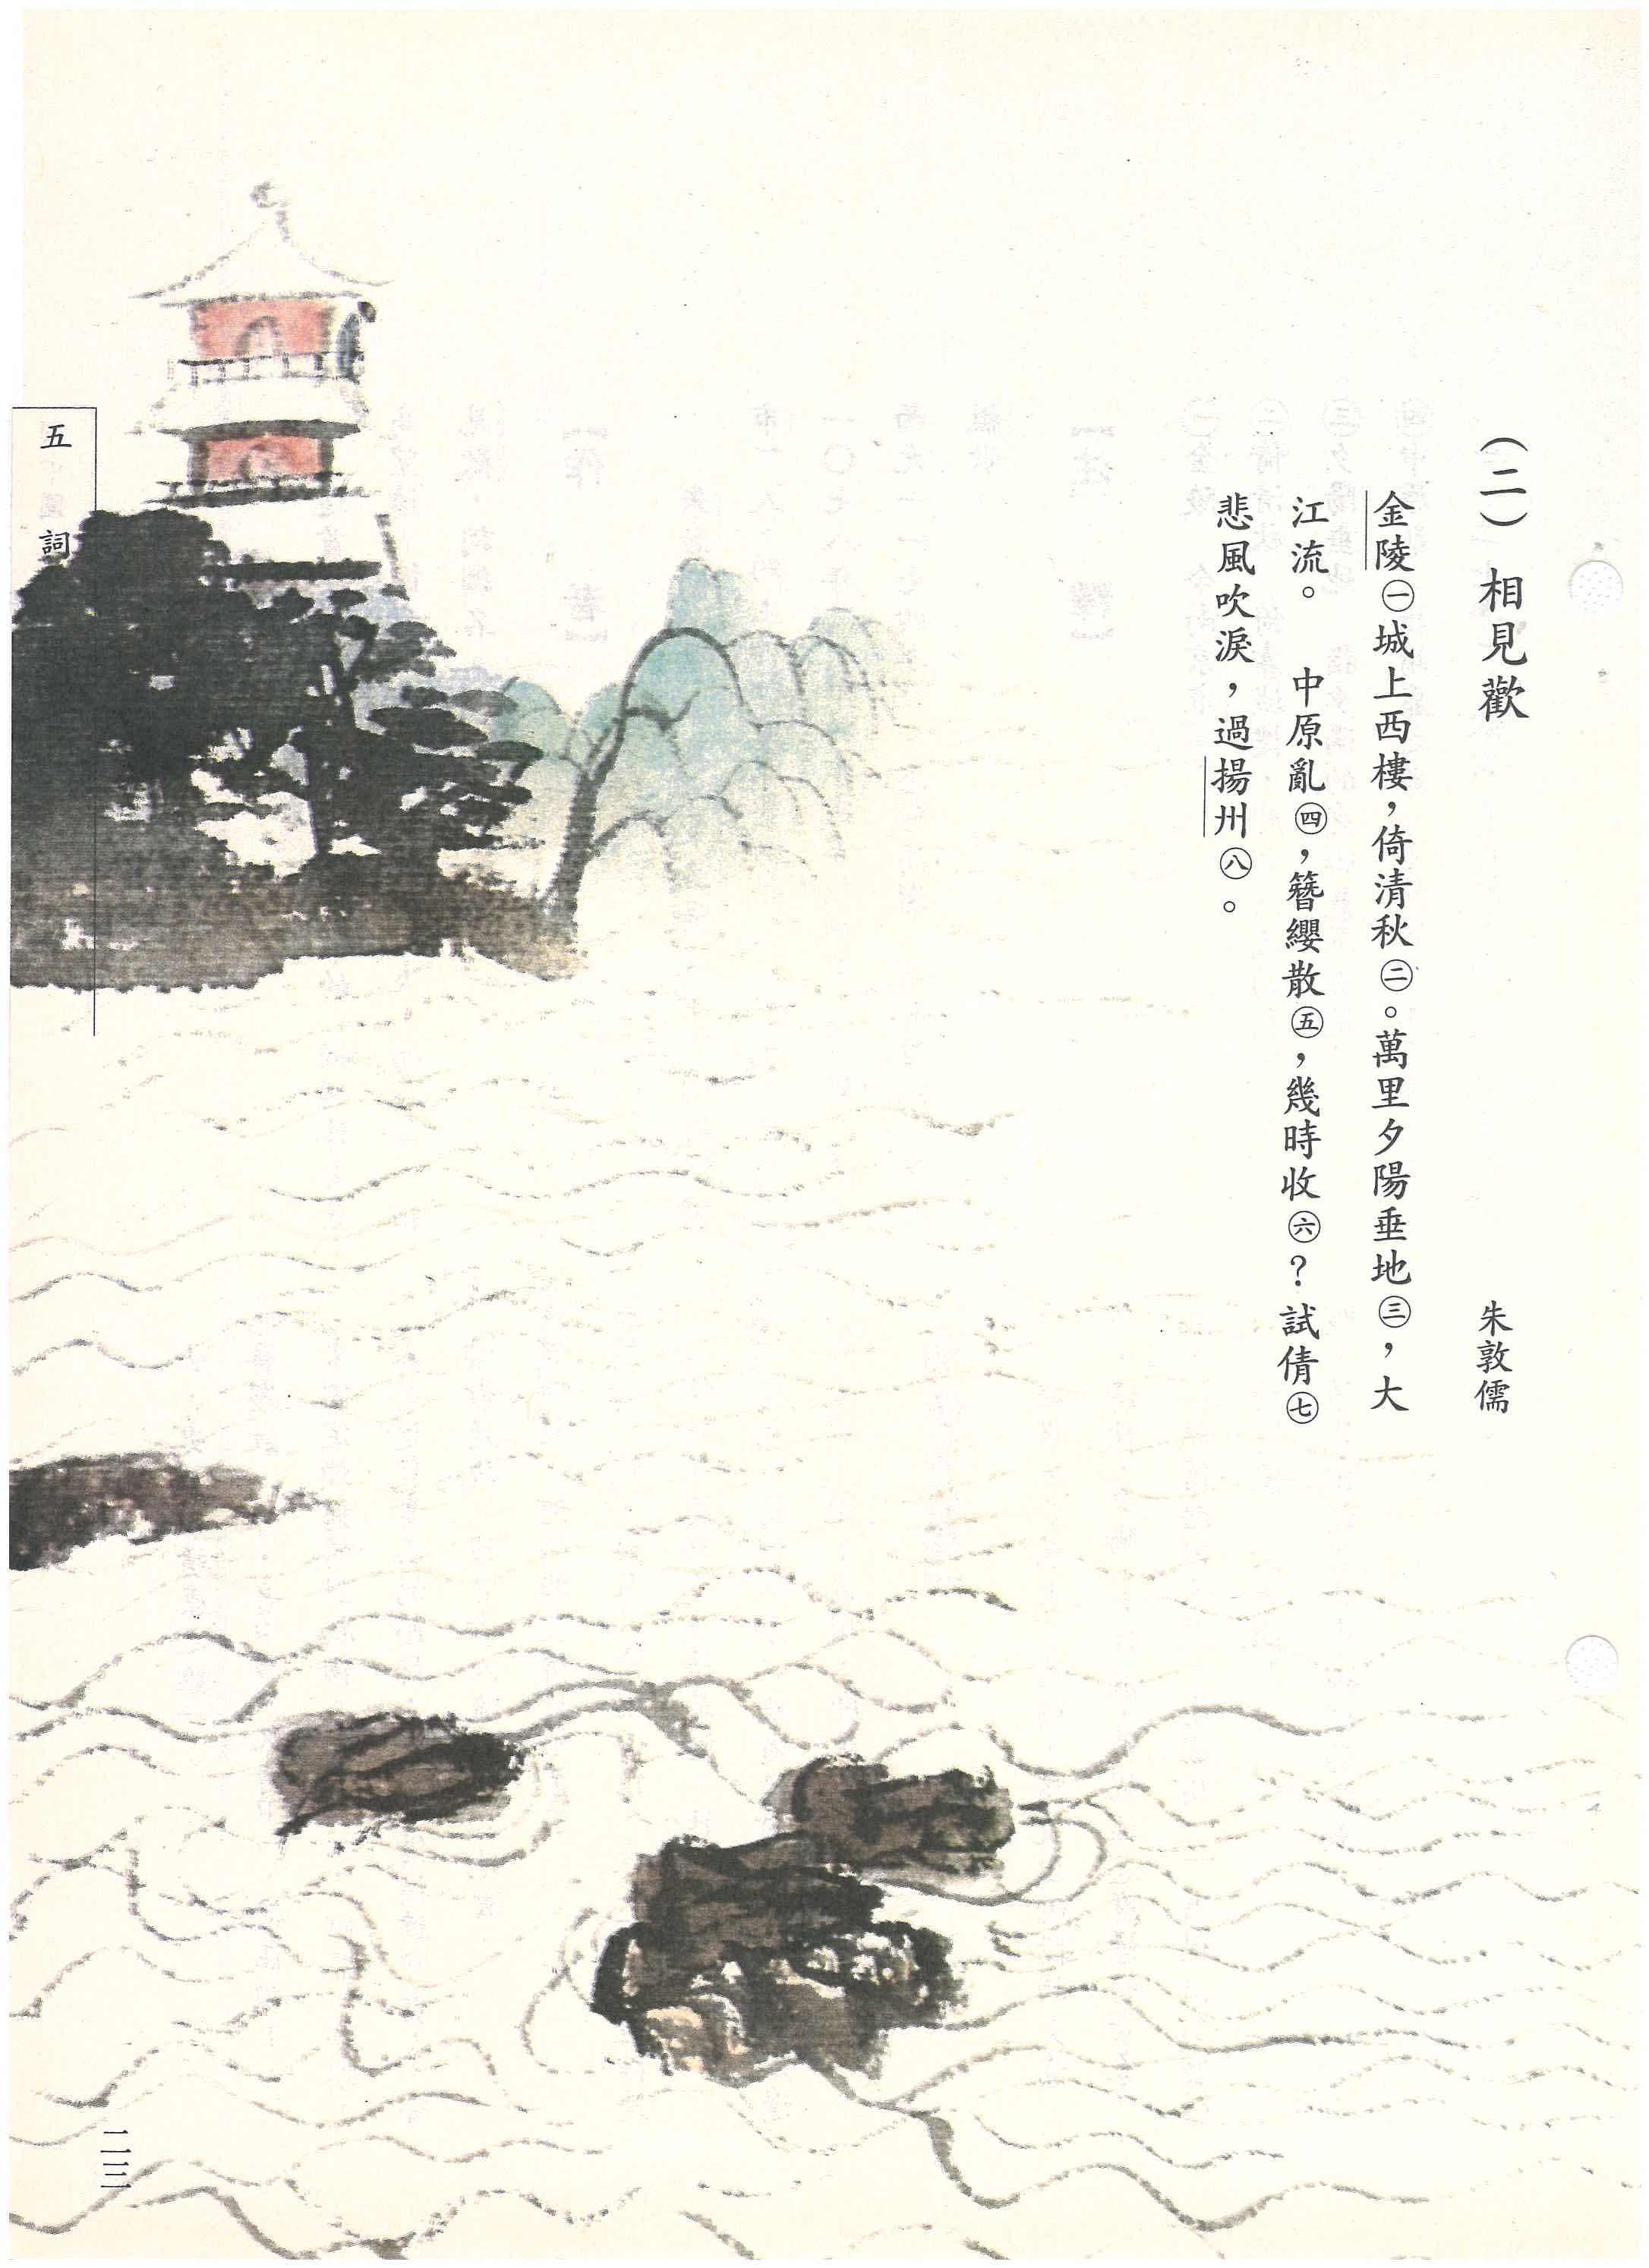 (二) 相見歡 朱敦儒
金陵㊀城上西樓，倚清秋㊁。萬里夕陽垂地㊂，大
江流。 中原亂㊃，簪纓散㊄，幾時收㊅？試倩㊆
悲風吹淚，過揚州㊇。
五 詞
二三